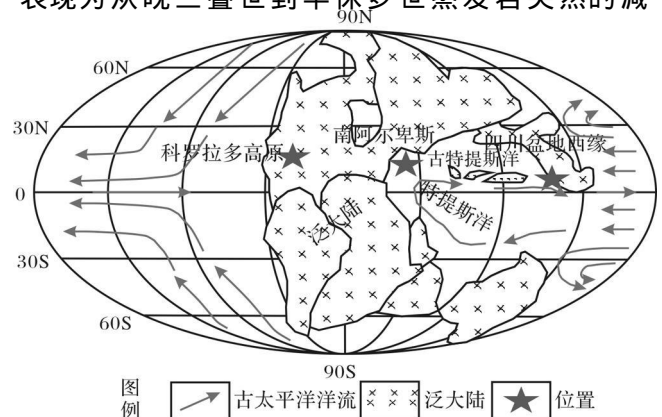 表现为从晚三叠世到早侏罗世蒸发岩突然的减
90N
60N
30N
南阿尔卑斯
四川盆地西缘
科罗拉多高原
古特提斯洋
0
特提斯洋
泛大陆
30S
60S
90S
图例
古太平洋洋流
泛大陆
位置